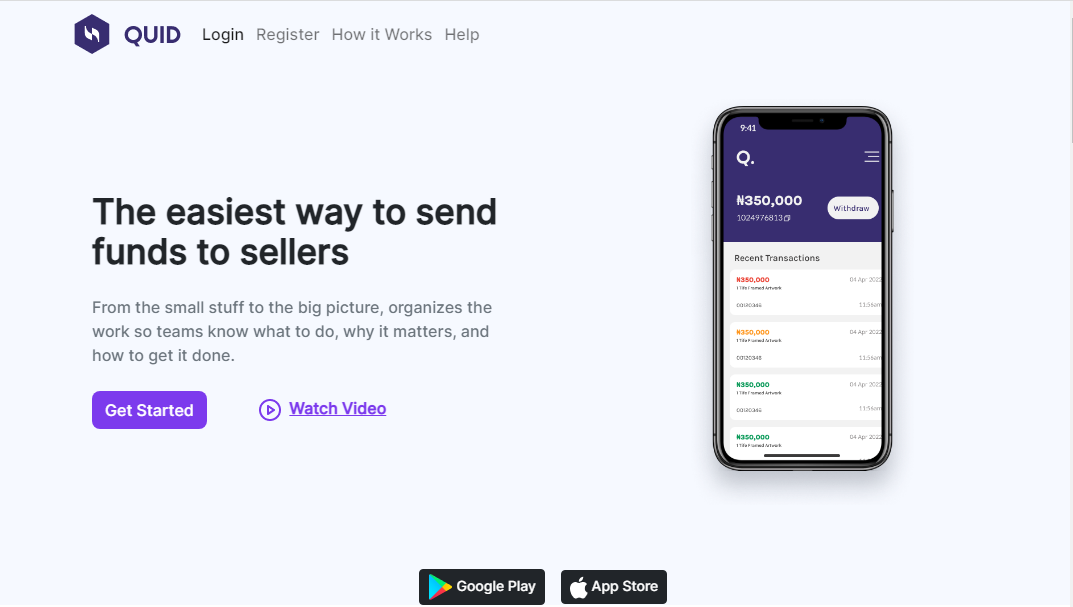 QUID
Login Register How it Works Help
The easiest way to send
funds to sellers
From the small stuff to the big picture, organizes the
work so teams know what to do, why it matters, and
how to get it done.
Get Started
Watch Video
9:41
Q.
₦350,000
1024976813
Withdraw
Recent Transactions
₦350,000 04 Apr 2022
1 Tife Framed Artwork
00120346 11:56am
₦350,000 04 Apr 2022
1 Tife Framed Artwork
00120346 11:56am
₦350,000 04 Apr 2022
1 Tife Framed Artwork
00120346 11:56am
₦350,000 04 Apr 2022
1 Tife Framed Artwork
Google Play
App Store